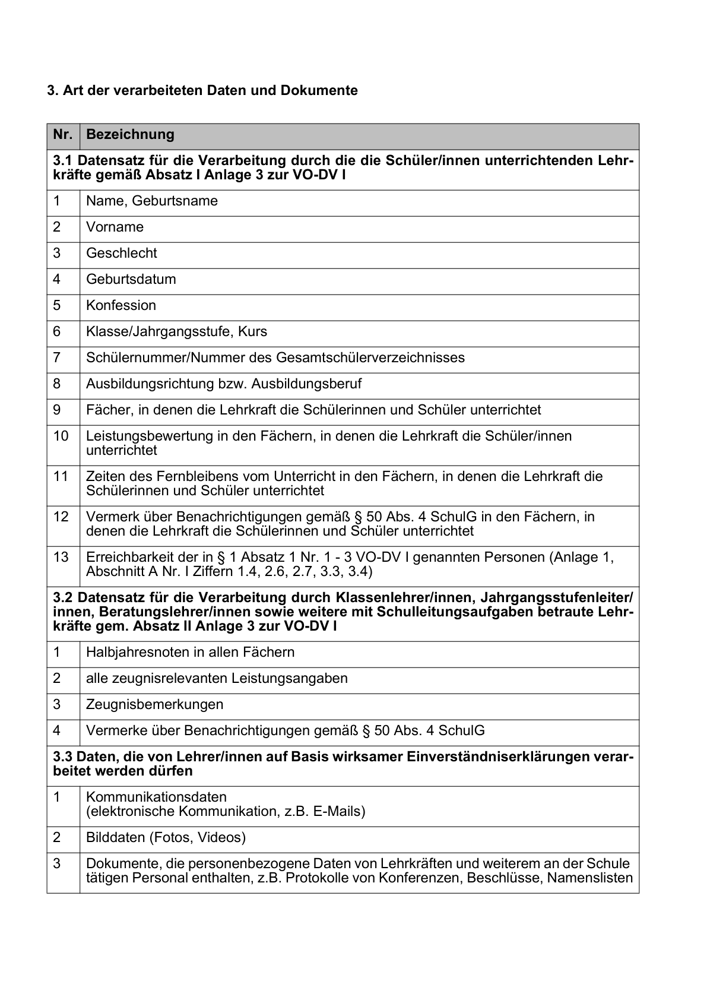 3. Art der verarbeiteten Daten und Dokumente
Nr. Bezeichnung
3.1 Datensatz für die Verarbeitung durch die die Schüler/innen unterrichtenden Lehr-
kräfte gemäß Absatz I Anlage 3 zur VO-DV I
1 Name, Geburtsname
2 Vorname
3 Geschlecht
4 Geburtsdatum
5 Konfession
6 Klasse/Jahrgangsstufe, Kurs
7 Schülernummer/Nummer des Gesamtschülerverzeichnisses
8 Ausbildungsrichtung bzw. Ausbildungsberuf
9 Fächer, in denen die Lehrkraft die Schülerinnen und Schüler unterrichtet
10 Leistungsbewertung in den Fächern, in denen die Lehrkraft die Schüler/innen
unterrichtet
11 Zeiten des Fernbleibens vom Unterricht in den Fächern, in denen die Lehrkraft die
Schülerinnen und Schüler unterrichtet
12 Vermerk über Benachrichtigungen gemäß § 50 Abs. 4 SchulG in den Fächern, in
denen die Lehrkraft die Schülerinnen und Schüler unterrichtet
13 Erreichbarkeit der in § 1 Absatz 1 Nr. 1 - 3 VO-DV I genannten Personen (Anlage 1,
Abschnitt A Nr. I Ziffern 1.4, 2.6, 2.7, 3.3, 3.4)
3.2 Datensatz für die Verarbeitung durch Klassenlehrer/innen, Jahrgangsstufenleiter/
innen, Beratungslehrer/innen sowie weitere mit Schulleitungsaufgaben betraute Lehr-
kräfte gem. Absatz II Anlage 3 zur VO-DV I
1 Halbjahresnoten in allen Fächern
2 alle zeugnisrelevanten Leistungsangaben
3 Zeugnisbemerkungen
4 Vermerke über Benachrichtigungen gemäß § 50 Abs. 4 SchulG
3.3 Daten, die von Lehrer/innen auf Basis wirksamer Einverständniserklärungen verar-
beitet werden dürfen
1 Kommunikationsdaten
(elektronische Kommunikation, z.B. E-Mails)
2 Bilddaten (Fotos, Videos)
3 Dokumente, die personenbezogene Daten von Lehrkräften und weiterem an der Schule
tätigen Personal enthalten, z.B. Protokolle von Konferenzen, Beschlüsse, Namenslisten